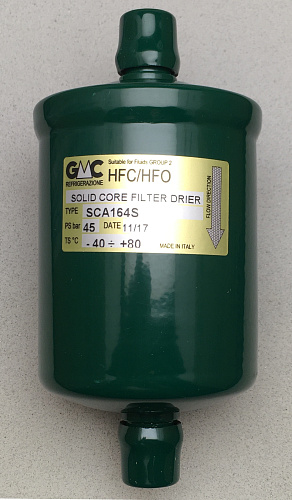 GMC
REFRIGERAZIONE
Suitable for Fluids GROUP 2
HFC/HFO
SOLID CORE FILTER DRIER
TYPE SCA164S
PS bar 45 DATE 11/17
TS °C - 40 ÷ +80
MADE IN ITALY
FLOW DIRECTION